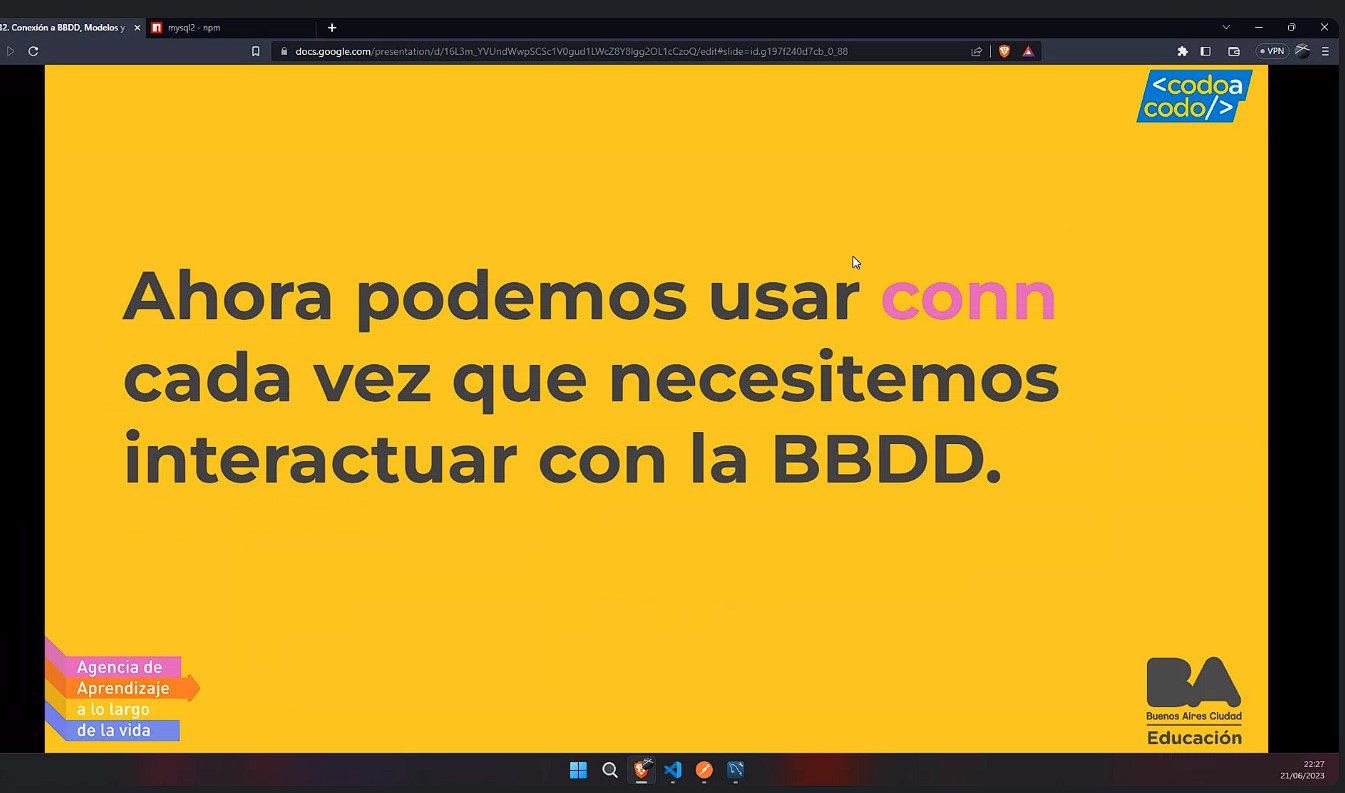 32. Conexión a BBDD, Modelos y
mysql2 - npm
docs.google.com/presentation/d/16L3m_YVUndWwpSCSc1V0gud1LWcZ8Y8Igg2OL1cCzoQ/edit#slide=id.g197f240d7cb_0_88
VPN
<codoa
codo/>
Ahora podemos usar conn
cada vez que necesitemos
interactuar con la BBDD.
Agencia de
Aprendizaje
a lo largo
de la vida
BA
Buenos Aires Ciudad
Educación
22:27
21/06/2023